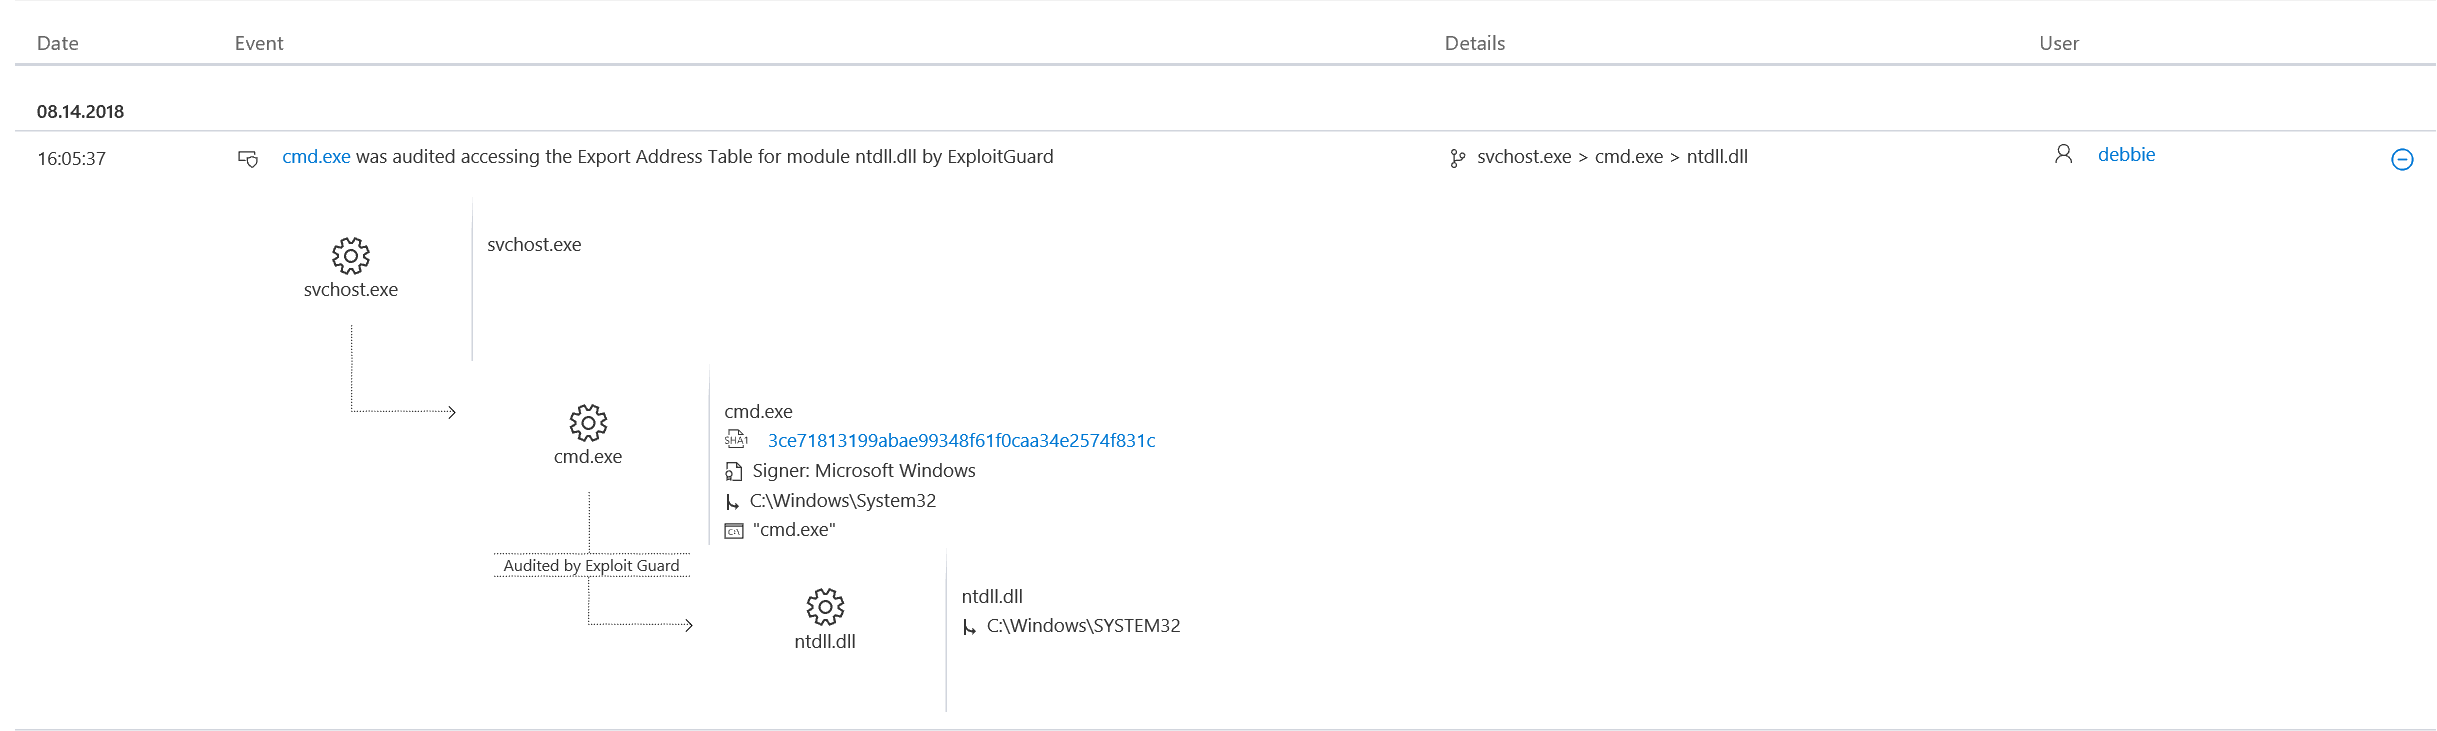 Date Event Details User
08.14.2018
16:05:37 cmd.exe was audited accessing the Export Address Table for module ntdll.dll by ExploitGuard svchost.exe > cmd.exe > ntdll.dll debbie
svchost.exe
svchost.exe
cmd.exe
SHA1 3ce71813199abae99348f61f0caa34e2574f831c
cmd.exe
Signer: Microsoft Windows
C:\Windows\System32
C:\ "cmd.exe"
Audited by Exploit Guard
ntdll.dll
C:\Windows\SYSTEM32
ntdll.dll